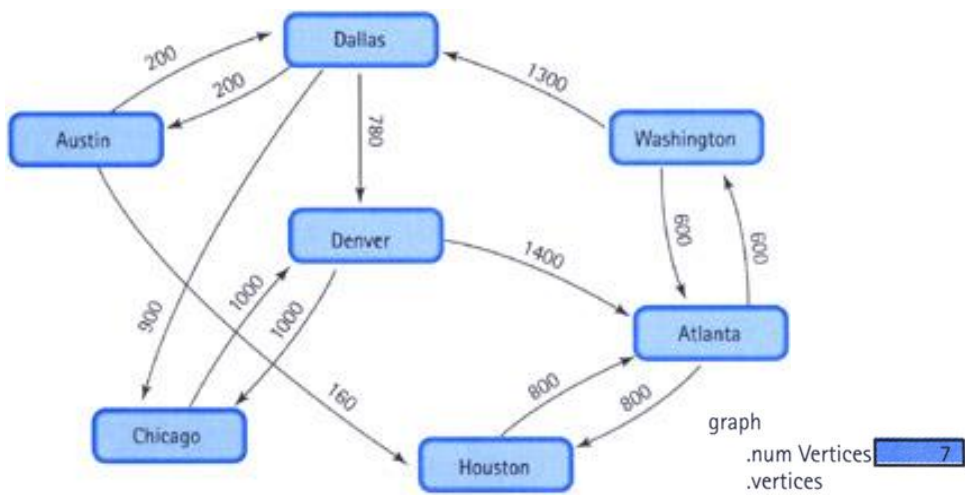 Dallas
200
200
1300
Austin
780
Washington
Denver
600
600
1400
1000
1000
900
Atlanta
160
800
800
Chicago
Houston
graph
.num Vertices 7
.vertices